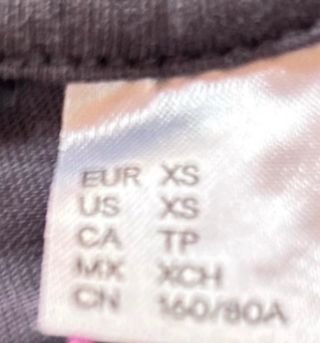 EUR XS
US XS
CA TP
MX XCH
CN 160/80A